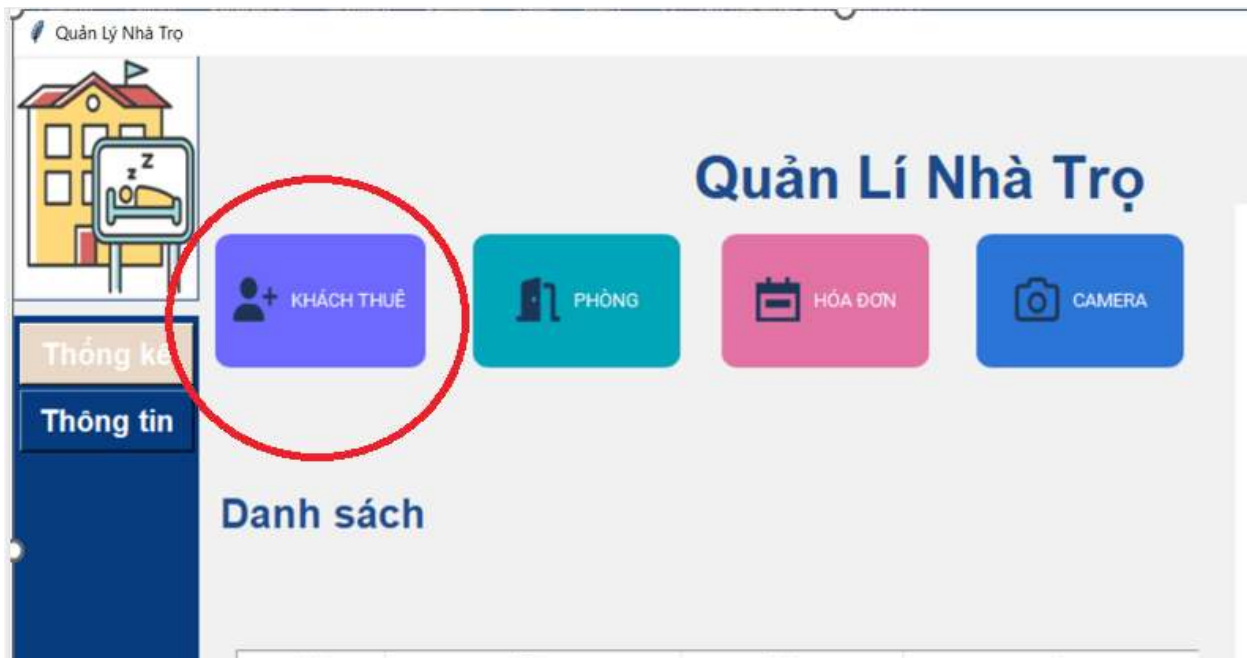 Quản Lý Nhà Trọ
z Z
Quản Lí Nhà Trọ
KHÁCH THUÊ
PHÒNG
HÓA ĐƠN
CAMERA
Thống kê
Thông tin
Danh sách